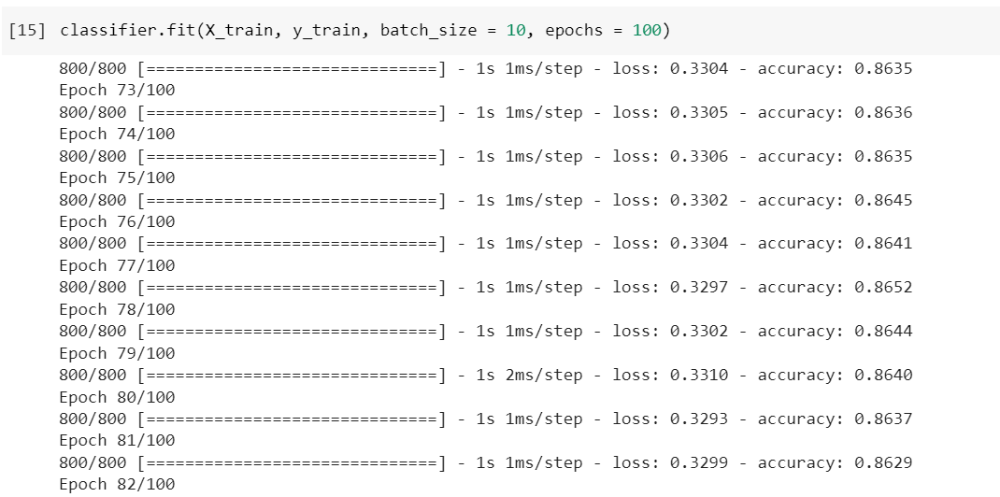 [15] classifier.fit(X_train, y_train, batch_size = 10, epochs = 100)
800/800 [==============================] - 1s 1ms/step - loss: 0.3304 - accuracy: 0.8635
Epoch 73/100
800/800 [==============================] - 1s 1ms/step - loss: 0.3305 - accuracy: 0.8636
Epoch 74/100
800/800 [==============================] - 1s 1ms/step - loss: 0.3306 - accuracy: 0.8635
Epoch 75/100
800/800 [==============================] - 1s 1ms/step - loss: 0.3302 - accuracy: 0.8645
Epoch 76/100
800/800 [==============================] - 1s 1ms/step - loss: 0.3304 - accuracy: 0.8641
Epoch 77/100
800/800 [==============================] - 1s 1ms/step - loss: 0.3297 - accuracy: 0.8652
Epoch 78/100
800/800 [==============================] - 1s 1ms/step - loss: 0.3302 - accuracy: 0.8644
Epoch 79/100
800/800 [==============================] - 1s 2ms/step - loss: 0.3310 - accuracy: 0.8640
Epoch 80/100
800/800 [==============================] - 1s 1ms/step - loss: 0.3293 - accuracy: 0.8637
Epoch 81/100
800/800 [==============================] - 1s 1ms/step - loss: 0.3299 - accuracy: 0.8629
Epoch 82/100